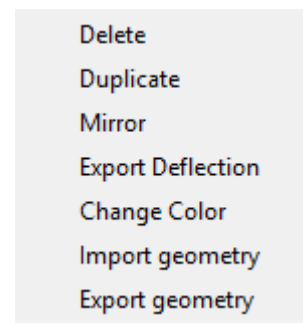 Delete
Duplicate
Mirror
Export Deflection
Change Color
Import geometry
Export geometry